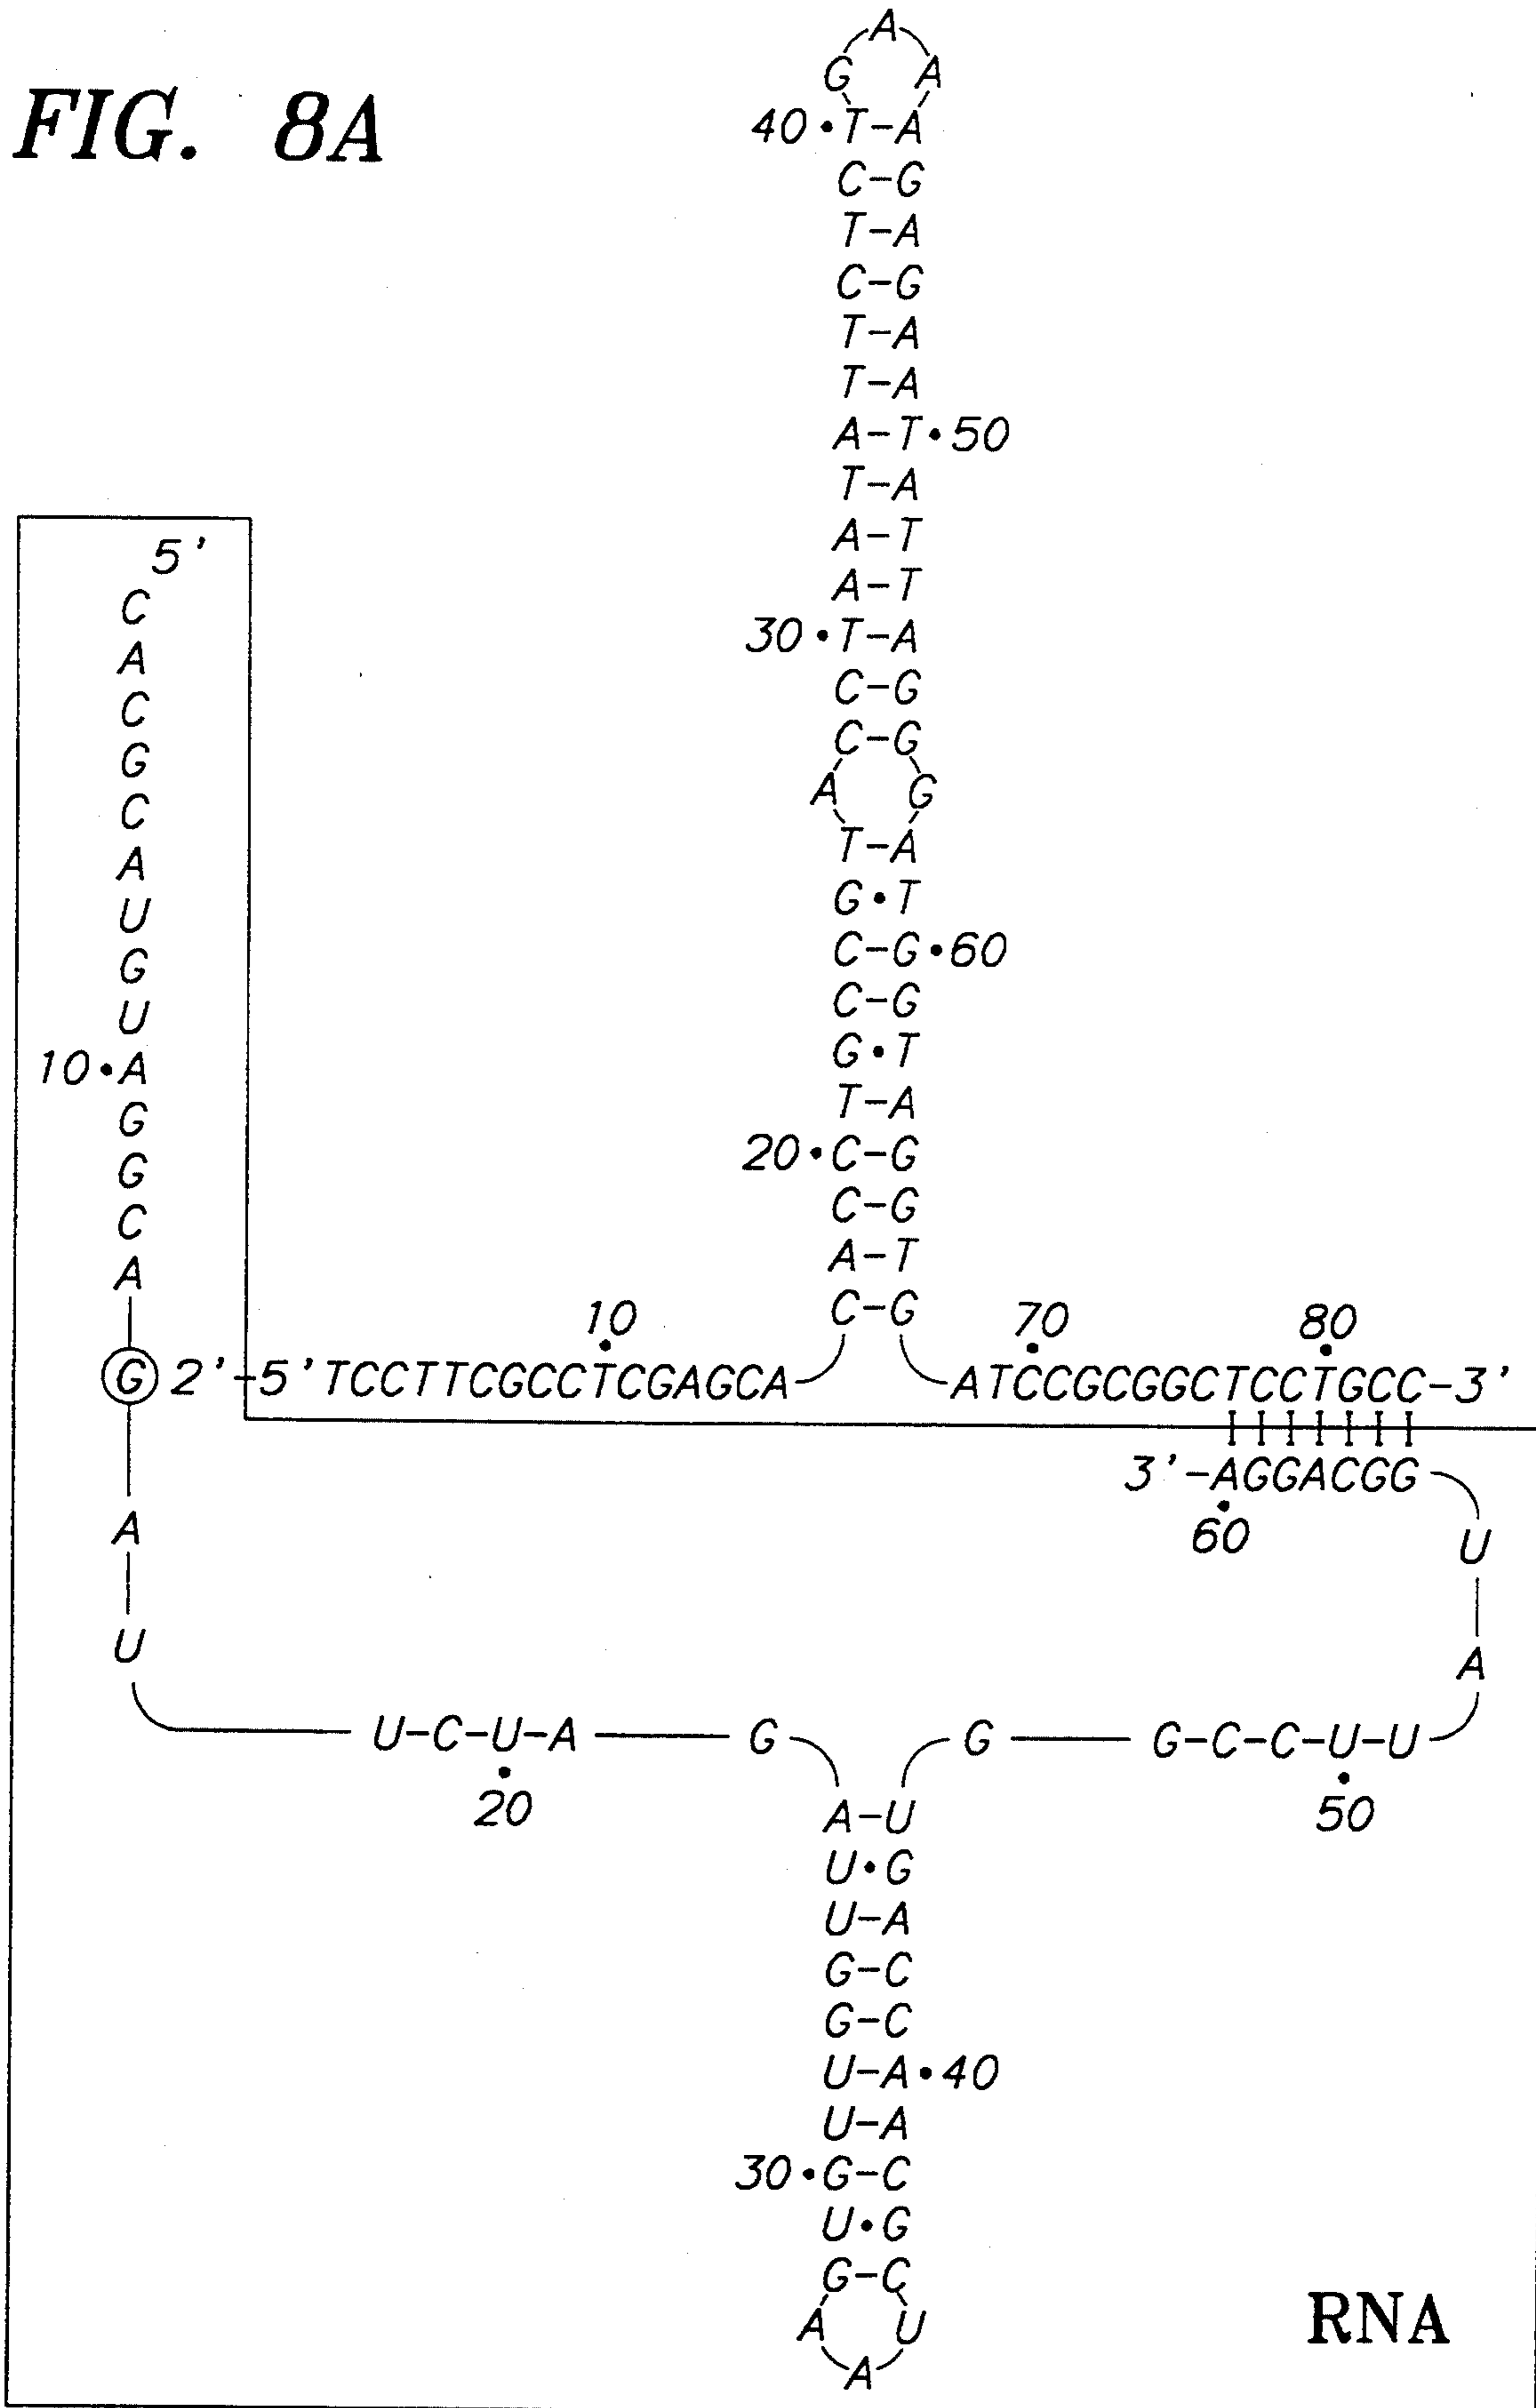 FIG. 8A
A
G A
40•T-A
C-G
T-A
C-G
T-A
T-A
A-T•50
T-A
A-T
A-T
30•T-A
C-G
C-G
A G
T-A
G•T
C-G•60
C-G
G•T
T-A
20•C-G
C-G
A-T
C-G
5'
C
A
C
G
C
A
U
G
U
10•A
G
G
C
A
10 70 80
G 2'-5'TCCTTCGCCTCGAGCA ATCCGCGGCTCCTGCC-3'
3'-AGGACGG
60
A
U
U
A
U-C-U-A G G G-C-C-U-U
20 50
A-U
U•G
U-A
G-C
G-C
U-A•40
U-A
30•G-C
U•G
G-C
A U
A
RNA